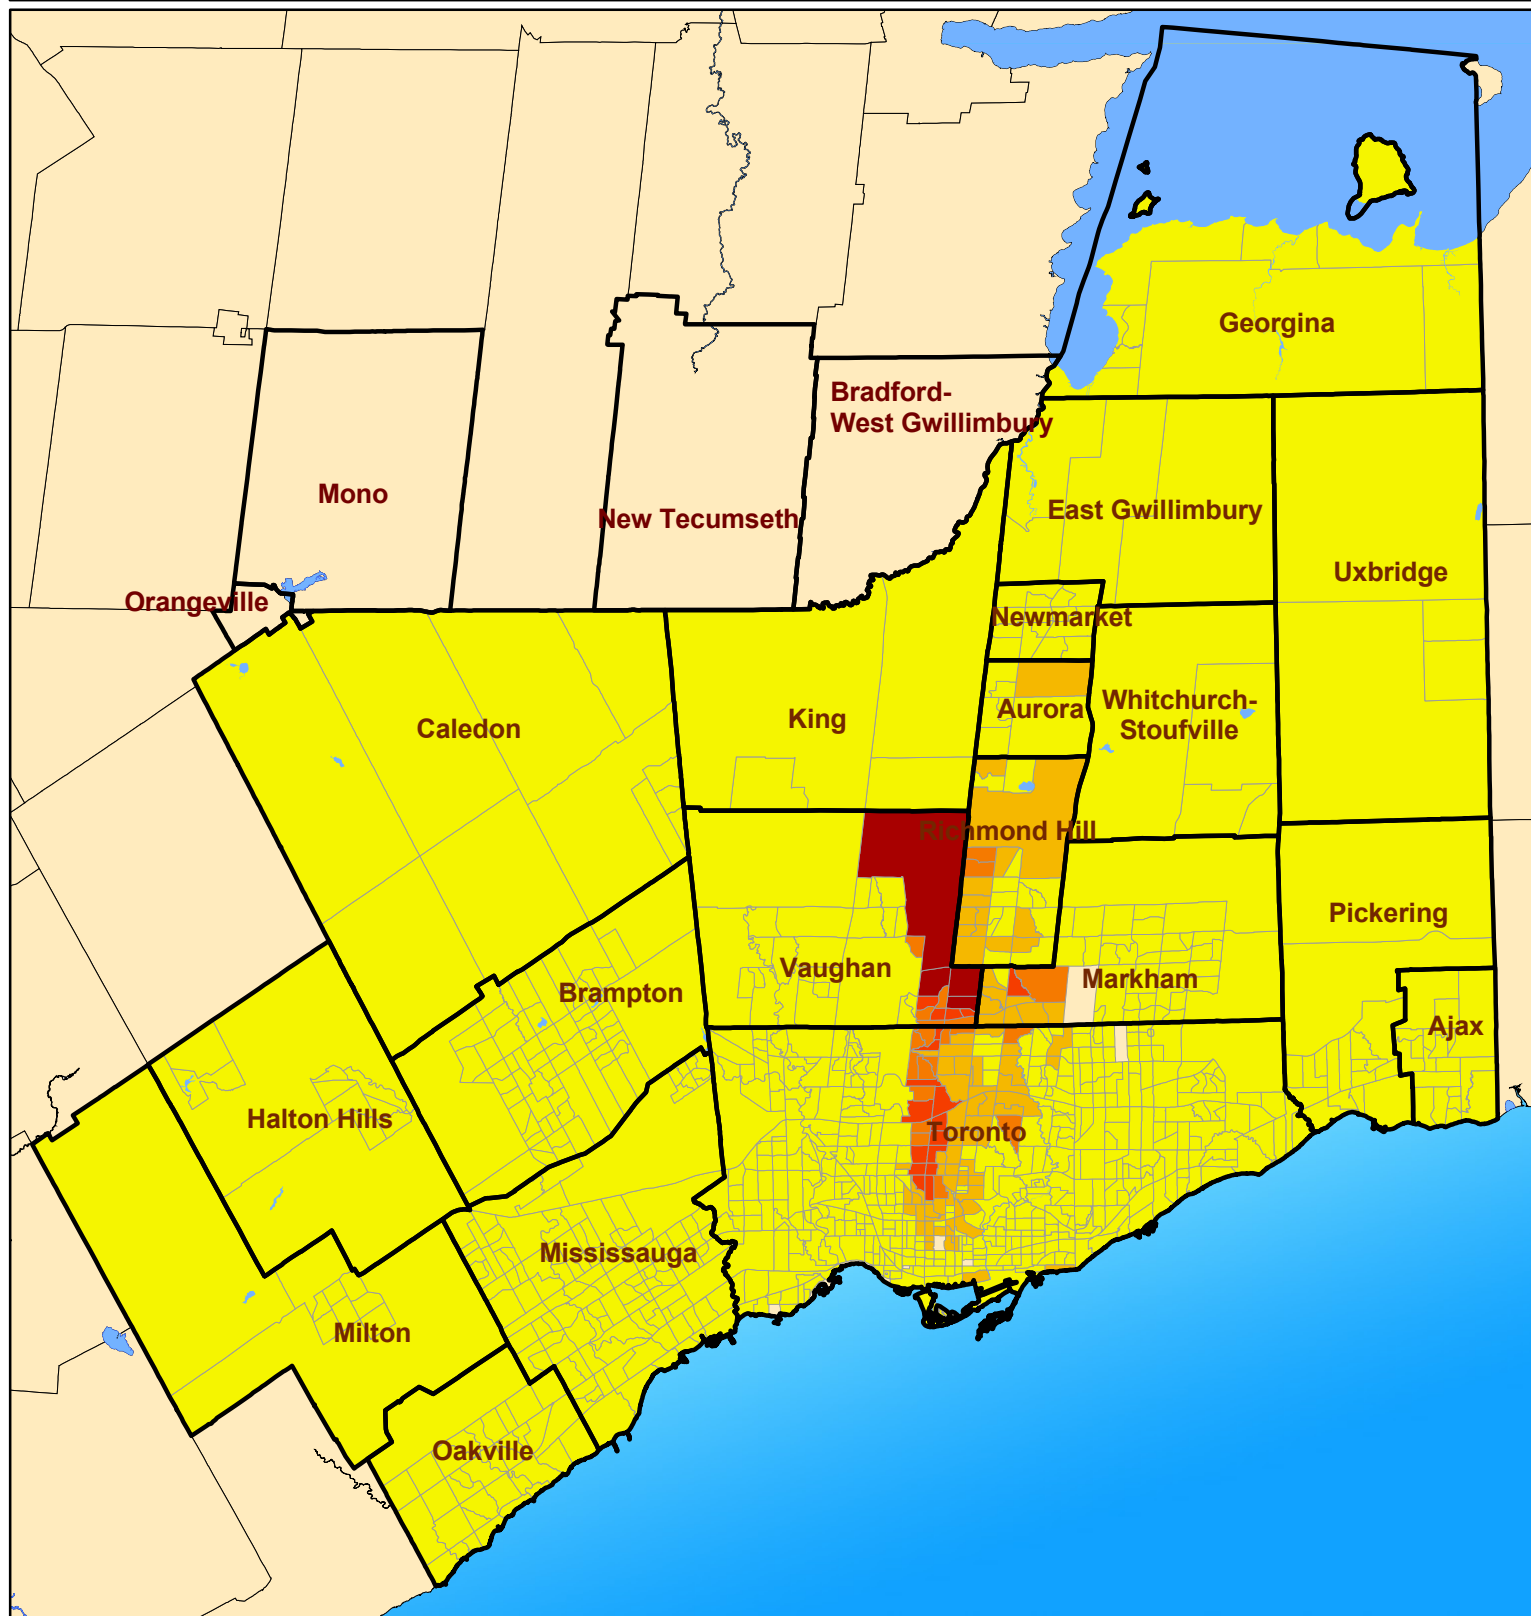 Georgina
Bradford-
West Gwillimbury
Mono
New Tecumseth
East Gwillimbury
Uxbridge
Orangeville
Newmarket
Caledon
King
Aurora
Whitchurch-
Stoufville
Richmond Hill
Pickering
Vaughan
Markham
Brampton
Ajax
Halton Hills
Toronto
Mississauga
Milton
Oakville